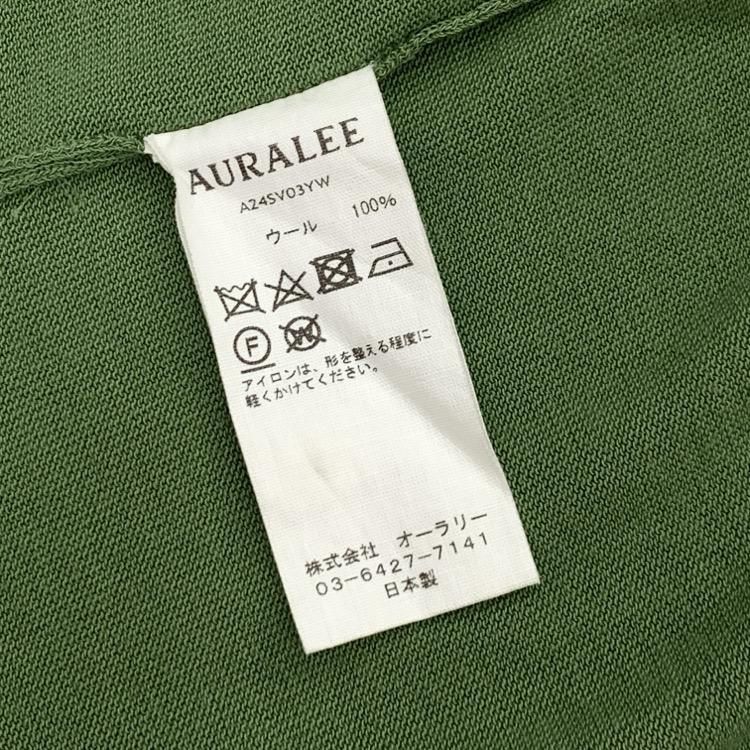 AURALEE
A24SV03YW
ウール 100%
F
W
アイロンは、形を整える程度に
軽くかけてください。
株式会社 オーラリー
03-6427-7141
日本製